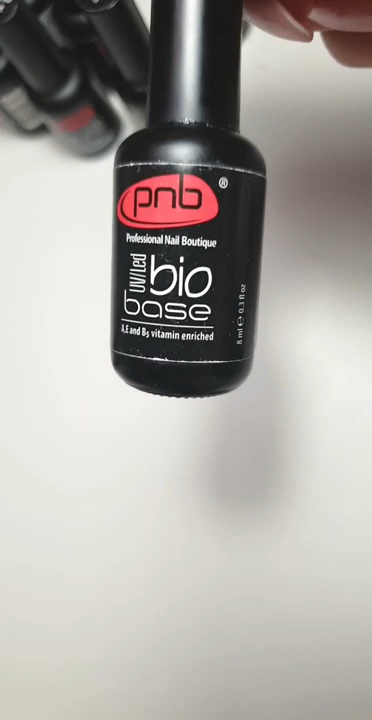 pnb®
Professional Nail Boutique
UV/Led
bio
base
A,E and B5 vitamin enriched
8 ml ℮ 0.3 fl oz